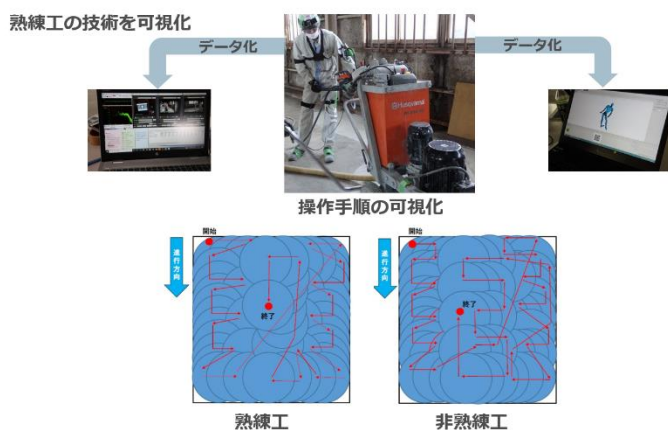 熟練工の技術を可視化
データ化
データ化
操作手順の可視化
開始
進行方向
終了
開始
進行方向
終了
熟練工
非熟練工